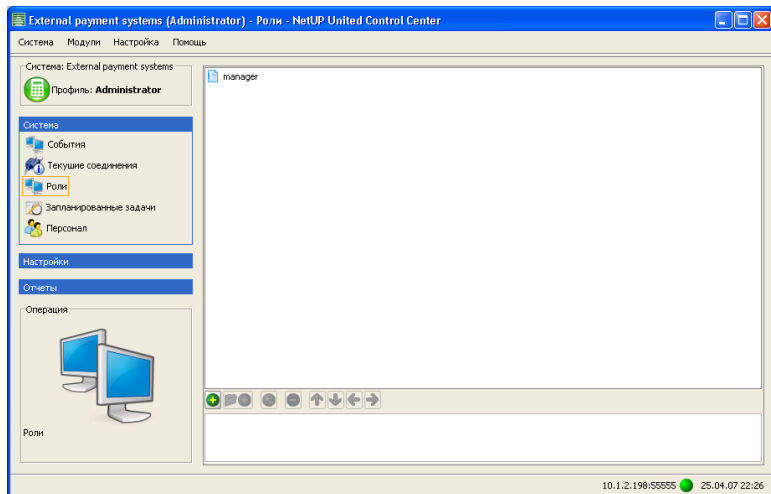 External payment systems (Administrator) - Роли - NetUP United Control Center
Система Модули Настройка Помощь
Система: External payment systems
Профиль: Administrator
manager
Система
События
Текущие соединения
Роли
Запланированные задачи
Персонал
Настройки
Отчеты
Операция
Роли
10.1.2.198:55555 25.04.07 22:26